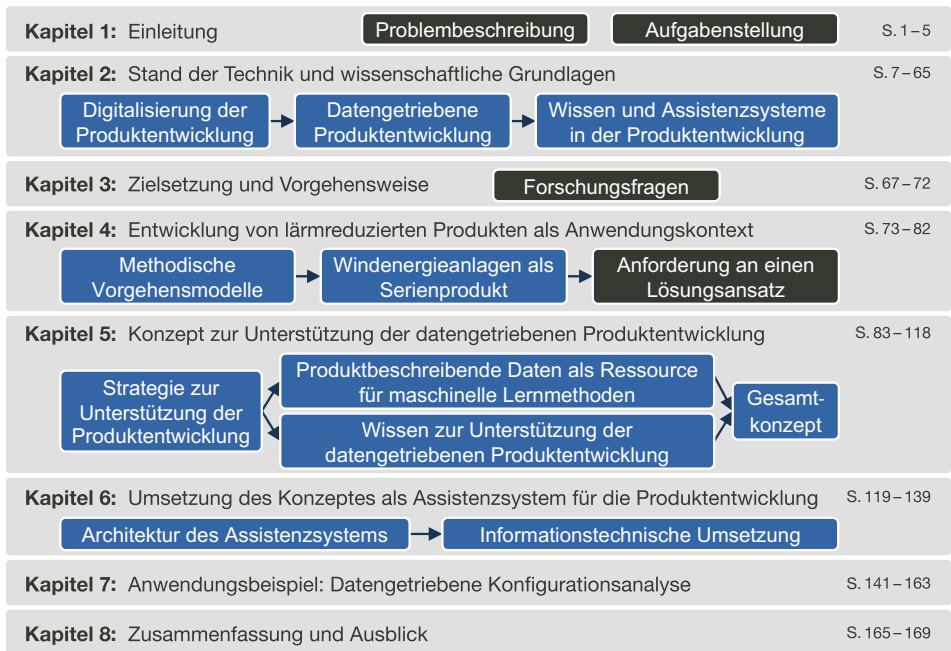 Kapitel 1: Einleitung
Problembeschreibung
Aufgabenstellung
S. 1 – 5
Kapitel 2: Stand der Technik und wissenschaftliche Grundlagen
S. 7 – 65
Digitalisierung der
Produktentwicklung
Datengetriebene
Produktentwicklung
Wissen und Assistenzsysteme
in der Produktentwicklung
Kapitel 3: Zielsetzung und Vorgehensweise
Forschungsfragen
S. 67 – 72
Kapitel 4: Entwicklung von lärmreduzierten Produkten als Anwendungskontext
S. 73 – 82
Methodische
Vorgehensmodelle
Windenergieanlagen als
Serienprodukt
Anforderung an einen
Lösungsansatz
Kapitel 5: Konzept zur Unterstützung der datengetriebenen Produktentwicklung
S. 83 – 118
Strategie zur
Unterstützung der
Produktentwicklung
Produktbeschreibende Daten als Ressource
für maschinelle Lernmethoden
Wissen zur Unterstützung der
datengetriebenen Produktentwicklung
Gesamt-
konzept
Kapitel 6: Umsetzung des Konzeptes als Assistenzsystem für die Produktentwicklung
S. 119 – 139
Architektur des Assistenzsystems
Informationstechnische Umsetzung
Kapitel 7: Anwendungsbeispiel: Datengetriebene Konfigurationsanalyse
S. 141 – 163
Kapitel 8: Zusammenfassung und Ausblick
S. 165 – 169